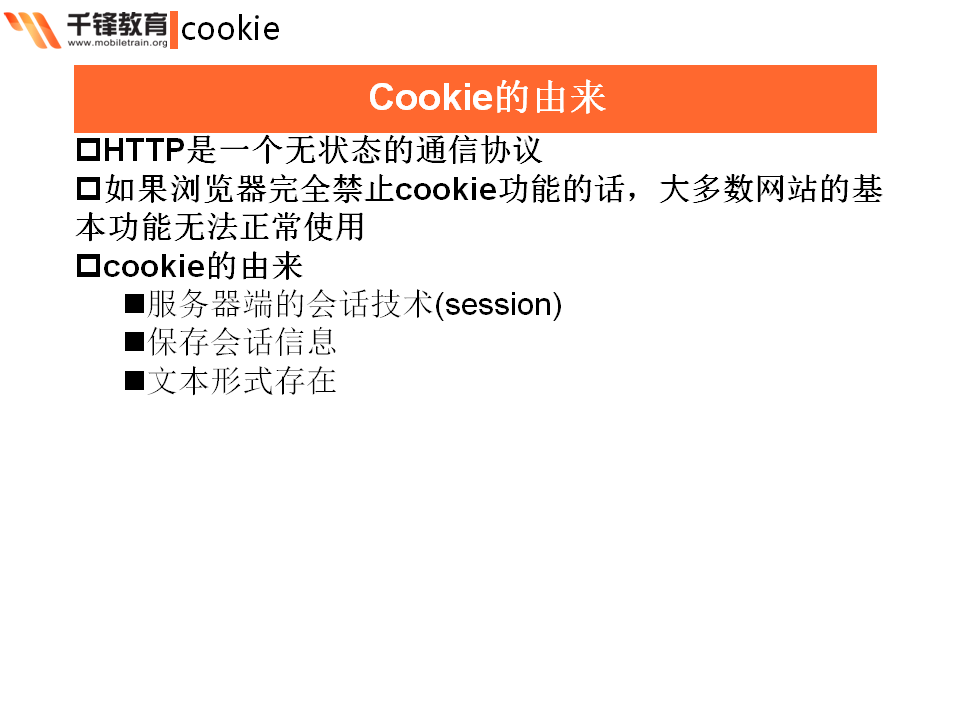 千锋教育
www.mobiletrain.org
cookie
Cookie的由来
HTTP是一个无状态的通信协议
如果浏览器完全禁止cookie功能的话，大多数网站的基
本功能无法正常使用
cookie的由来
服务器端的会话技术(session)
保存会话信息
文本形式存在